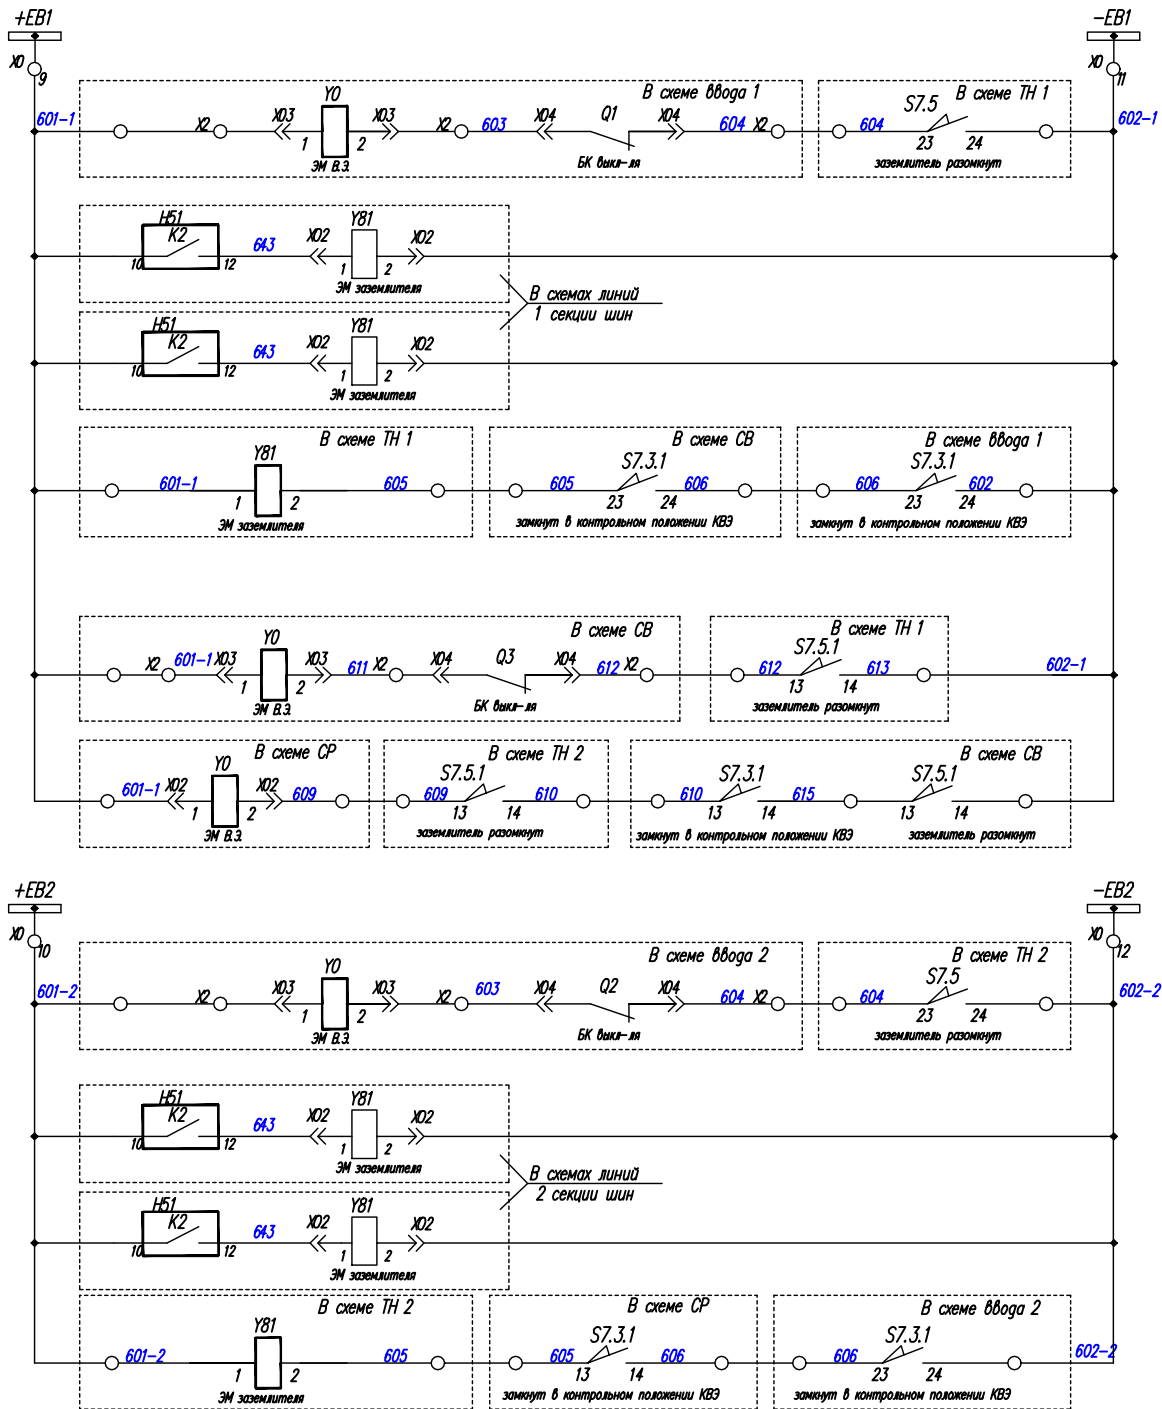 +EB1 -EB1
X0 9 X0 11
В схеме ввода 1 В схеме ТН 1
601-1 X2 X03 Y0 X03 X2 603 X04 Q1 X04 604 X2 604 S7.5 602-1
1 2 23 24
ЭМ В.Э. БК выкл-ля заземлитель разомкнут
H51 Y81
K2 643 X02 X02
10 12 1 2
ЭМ заземлителя
В схемах линий
1 секции шин
H51 Y81
K2 643 X02 X02
10 12 1 2
ЭМ заземлителя
В схеме ТН 1 В схеме СВ В схеме ввода 1
Y81 S7.3.1 S7.3.1
601-1 605 605 606 606 602
1 2 23 24 23 24
ЭМ заземлителя замкнут в контрольном положении КВЭ замкнут в контрольном положении КВЭ
В схеме СВ В схеме ТН 1
Y0 Q3 S7.5.1
X2 601-1 X03 X03 611 X2 X04 X04 612 X2 612 613 602-1
1 2 13 14
ЭМ В.Э. БК выкл-ля заземлитель разомкнут
В схеме СР В схеме ТН 2 В схеме СВ
Y0 S7.5.1 S7.3.1 S7.5.1
601-1 X02 X02 609 609 610 610 615
1 2 13 14 13 14 13 14
ЭМ В.Э. заземлитель разомкнут замкнут в контрольном положении КВЭ заземлитель разомкнут
+EB2 -EB2
X0 10 X0 12
В схеме ввода 2 В схеме ТН 2
601-2 X2 X03 Y0 X03 X2 603 X04 Q2 X04 604 X2 604 S7.5 602-2
1 2 23 24
ЭМ В.Э. БК выкл-ля заземлитель разомкнут
H51 Y81
K2 643 X02 X02
10 12 1 2
ЭМ заземлителя
В схемах линий
2 секции шин
H51 Y81
K2 643 X02 X02
10 12 1 2
ЭМ заземлителя
В схеме ТН 2 В схеме СР В схеме ввода 2
Y81 S7.3.1 S7.3.1
601-2 605 605 606 606 602-2
1 2 13 14 23 24
ЭМ заземлителя замкнут в контрольном положении КВЭ замкнут в контрольном положении КВЭ